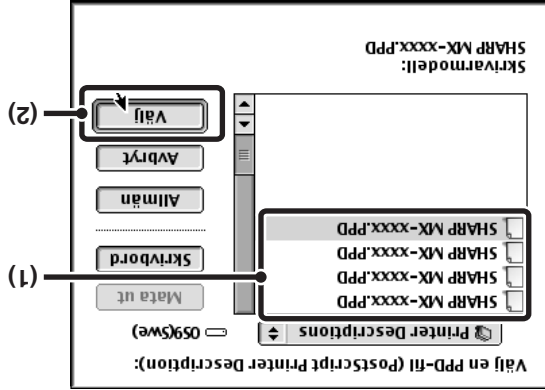 Välj en PPD-fil (PostScript Printer Description):
Printer Descriptions
OS9(Swe)
SHARP MX-xxxx.PPD
SHARP MX-xxxx.PPD
SHARP MX-xxxx.PPD
SHARP MX-xxxx.PPD
Mata ut
Skrivbord
Allmän
Avbryt
Välj
(1)
(2)
Skrivarmodell:
SHARP MX-xxxx.PPD